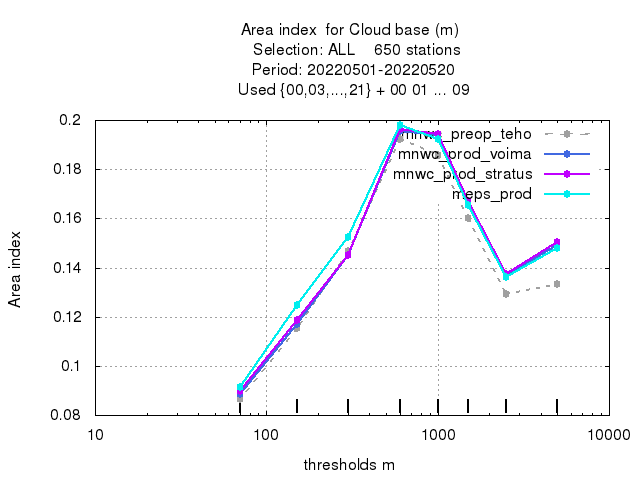 Area index for Cloud base (m)
Selection: ALL 650 stations
Period: 20220501-20220520
Used {00,03,...,21} + 00 01 ... 09
0.2
0.18
0.16
0.14
0.12
0.1
0.08
Area index
mnwc_preop_teho
mnwc_prod_voima
mnwc_prod_stratus
meps_prod
10 100 1000 10000
thresholds m